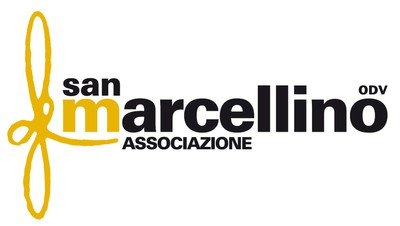 san
marcellino
ODV
ASSOCIAZIONE